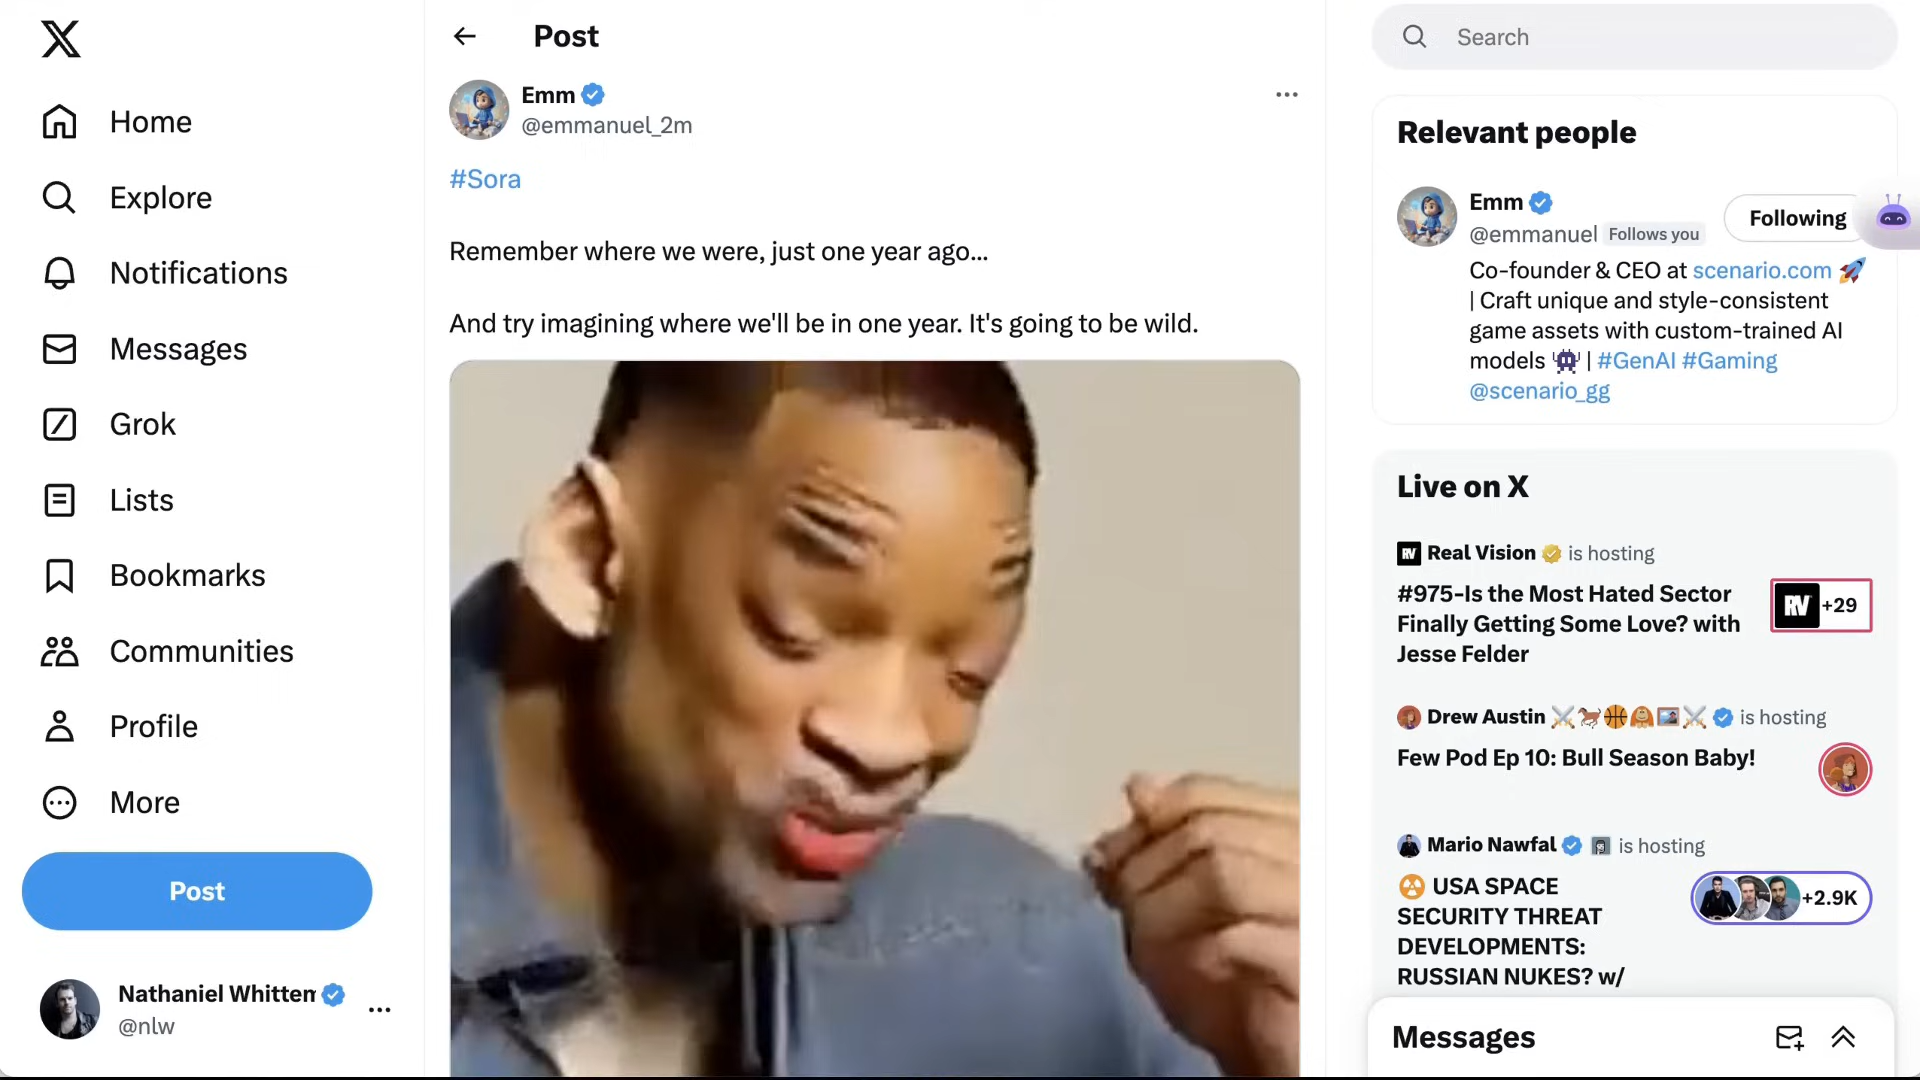 Home
Explore
Notifications
Messages
Grok
Lists
Bookmarks
Communities
Profile
More
Post
Nathaniel Whittem
@nlw
Post
Emm
@emmanuel_2m
#Sora
Remember where we were, just one year ago...
And try imagining where we'll be in one year. It's going to be wild.
Search
Relevant people
Emm
@emmanuel Follows you
Following
Co-founder & CEO at scenario.com 🚀
| Craft unique and style-consistent
game assets with custom-trained AI
models 👾 | #GenAI #Gaming
@scenario_gg
Live on X
RV Real Vision is hosting
#975-Is the Most Hated Sector
Finally Getting Some Love? with
Jesse Felder
RV +29
Drew Austin ⚔️🐎🏀🦧🖼️⚔️ is hosting
Few Pod Ep 10: Bull Season Baby!
Mario Nawfal is hosting
☢️ USA SPACE
SECURITY THREAT
DEVELOPMENTS:
RUSSIAN NUKES? w/
+2.9K
Messages